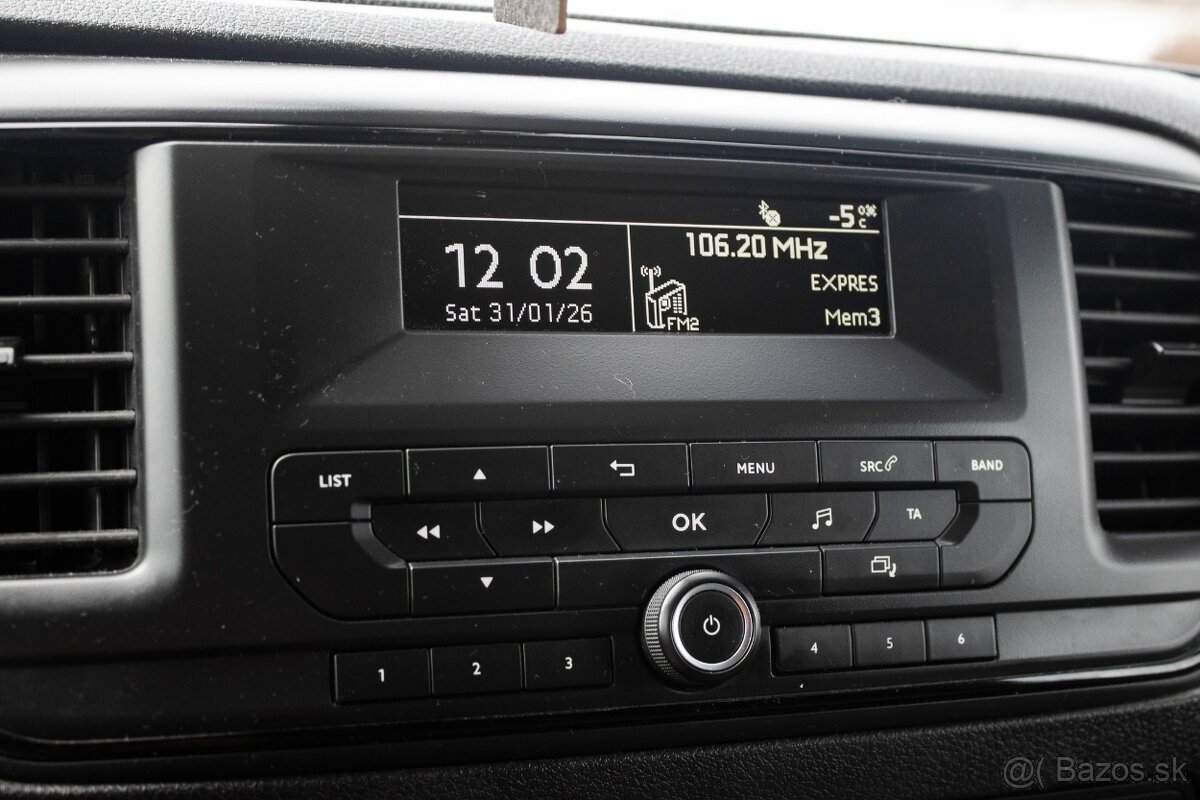 -5°C
12 02
Sat 31/01/26
106.20 MHz
EXPRES
FM2
Mem3
LIST
MENU
SRC
BAND
OK
TA
1
2
3
4
5
6
@( Bazos.sk